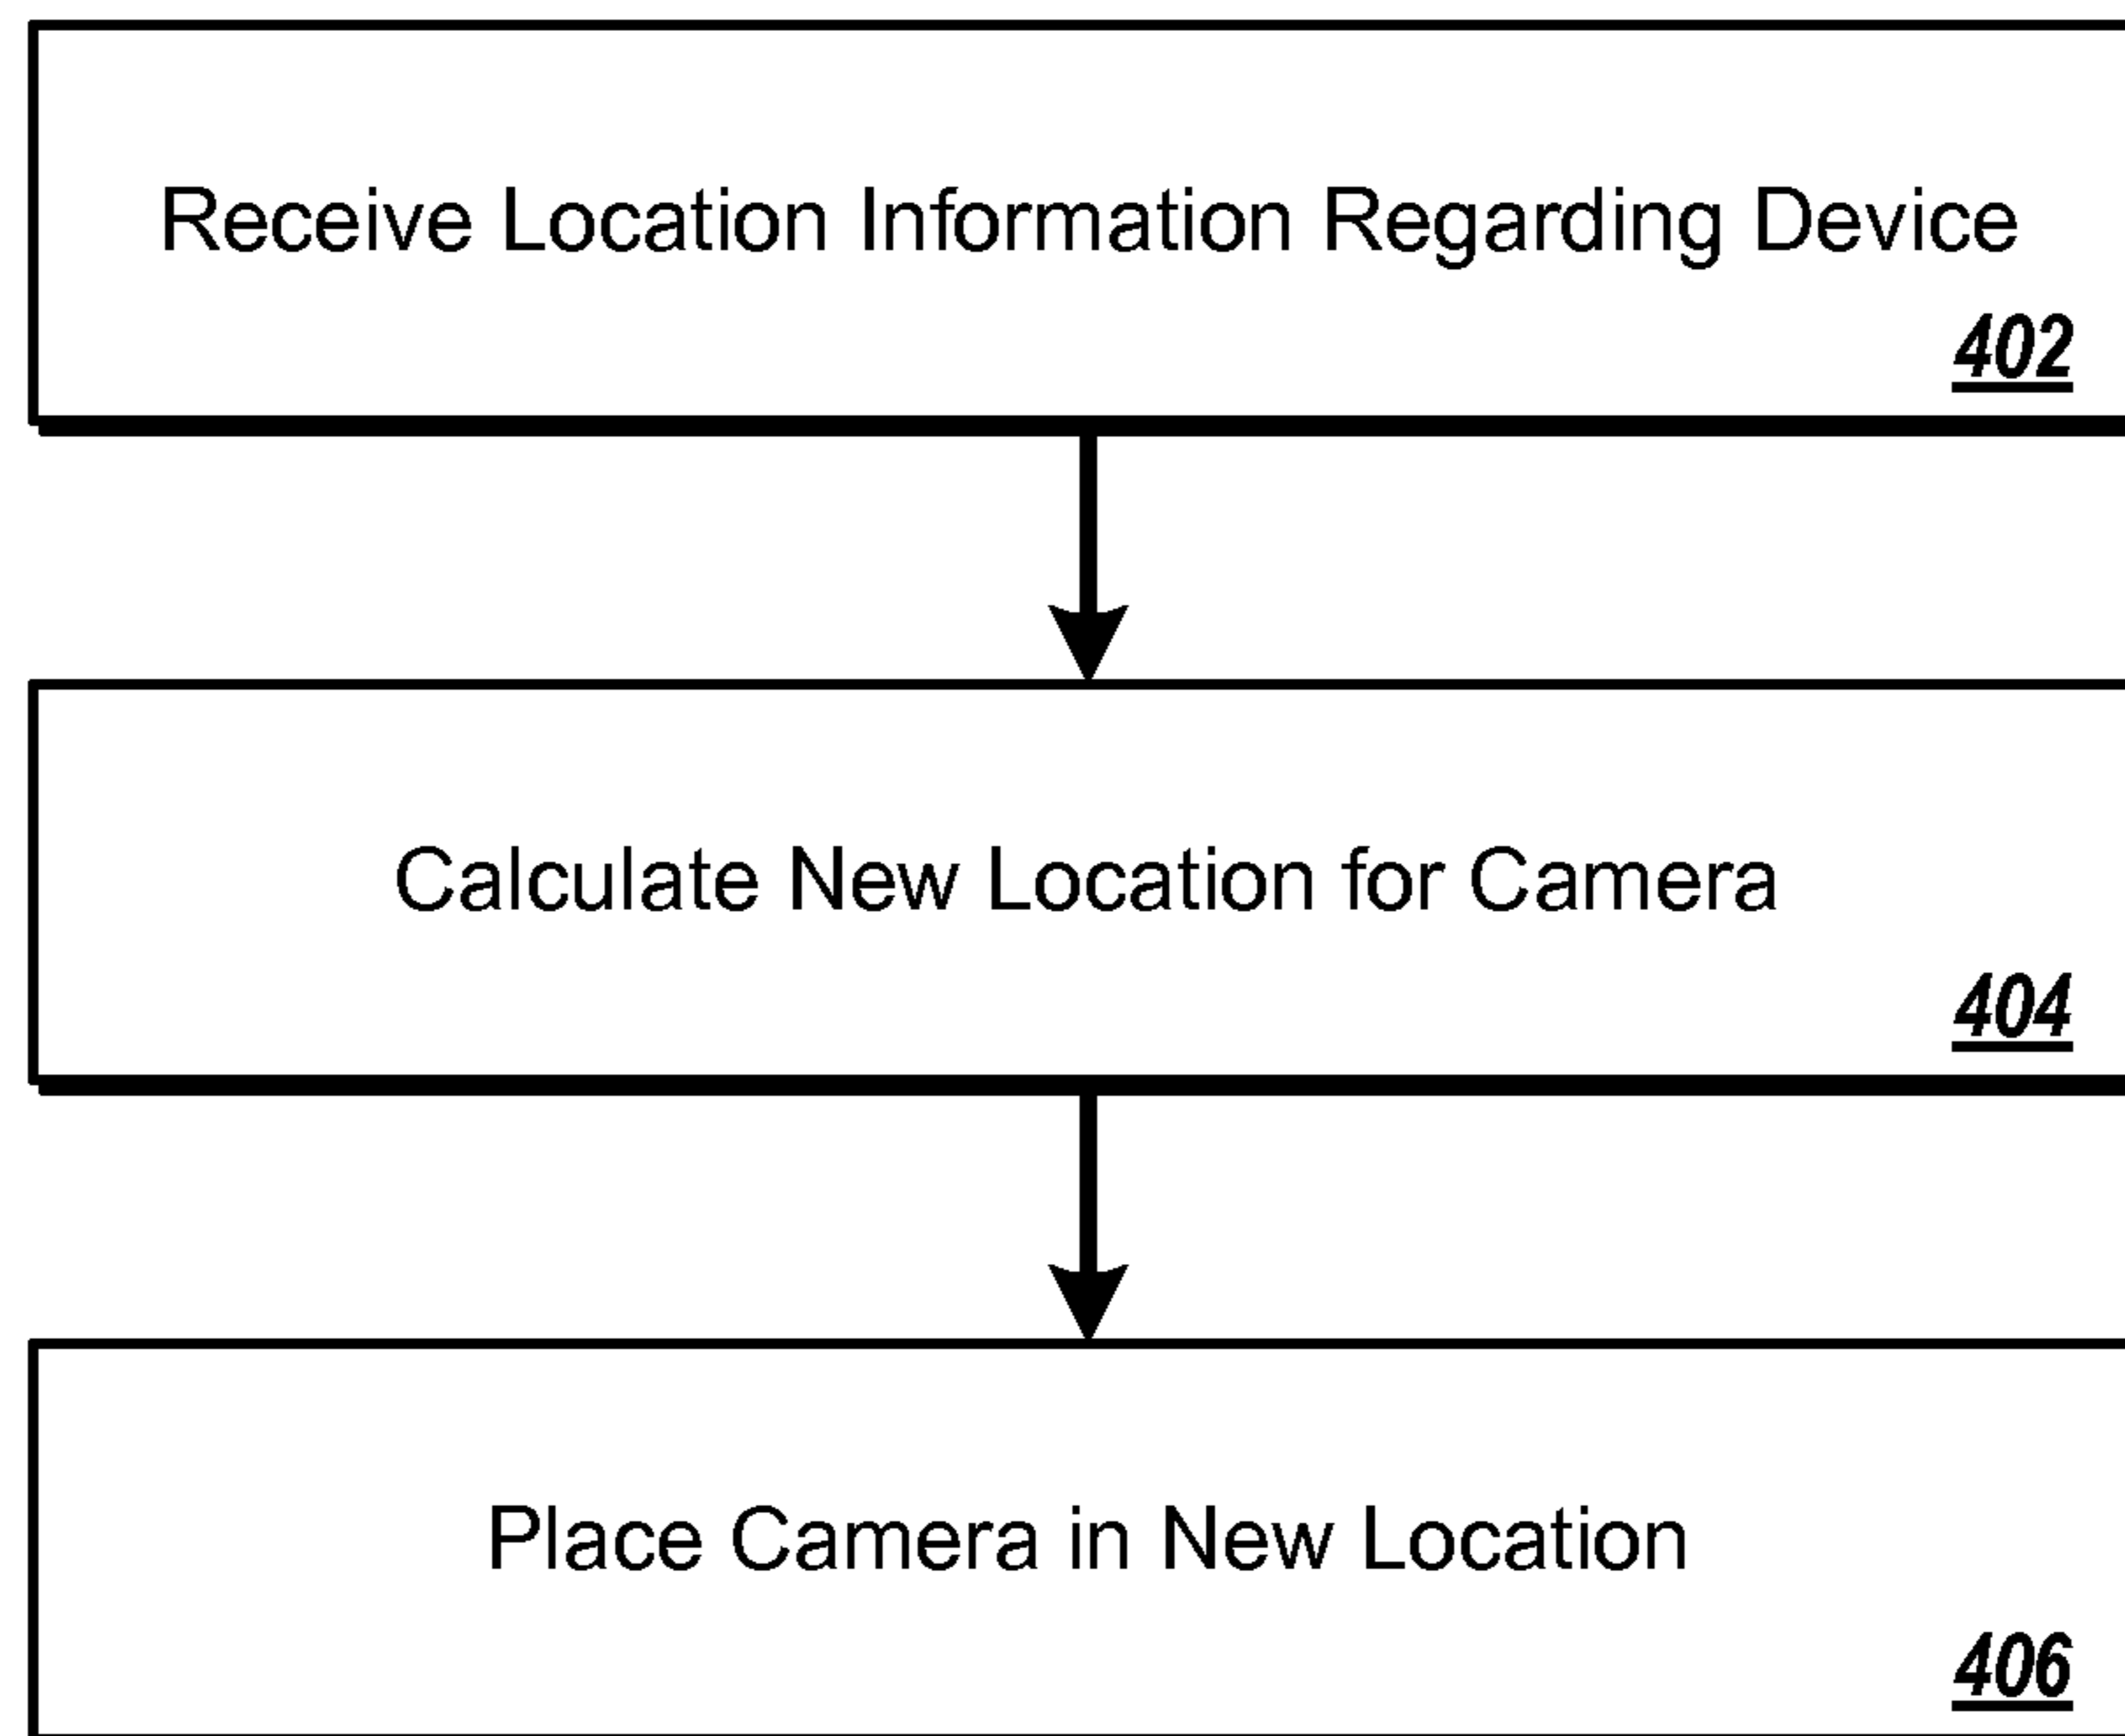 Receive Location Information Regarding Device
402
Calculate New Location for Camera
404
Place Camera in New Location
406